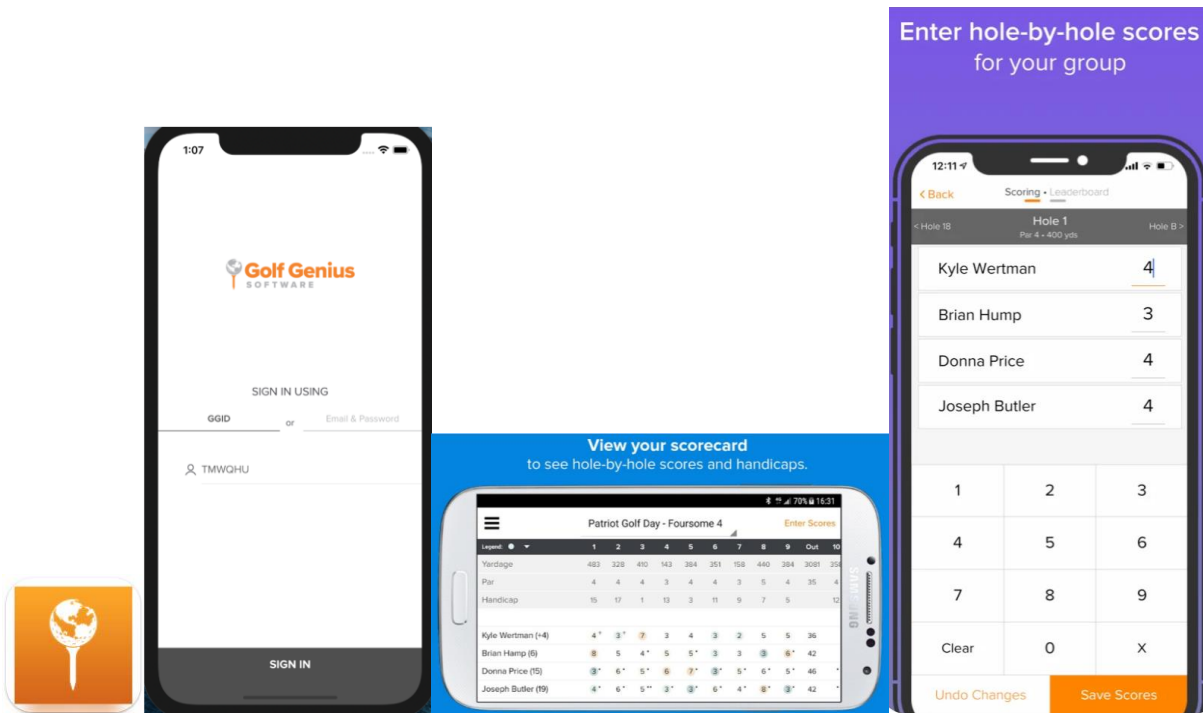 1:07
Golf Genius
SOFTWARE
SIGN IN USING
GGID or Email & Password
TMWQHU
SIGN IN
View your scorecard
to see hole-by-hole scores and handicaps.
70% 16:31
Patriot Golf Day - Foursome 4 Enter Scores
Legend: 1 2 3 4 5 6 7 8 9 Out 10
Yardage 483 328 410 143 384 351 158 440 384 3081
Par 4 4 4 3 4 4 3 5 4 35 4
Handicap 15 17 1 13 3 11 9 7 5 12
Kyle Wertman (+4) 4* 3* 7 3 4 3 2 5 5 36
Brian Hamp (6) 8 5 4* 5 5* 3 3 3 6* 42
Donna Price (15) 3* 6* 5* 6 7* 3* 5* 6* 5* 46
Joseph Butler (19) 4* 6* 5** 3* 3* 6* 4* 8* 3* 42
SAMSUNG
Enter hole-by-hole scores
for your group
12:11
< Back Scoring • Leaderboard
< Hole 18 Hole 1 Hole B >
Par 4 • 400 yds
Kyle Wertman 4
Brian Hump 3
Donna Price 4
Joseph Butler 4
1 2 3
4 5 6
7 8 9
Clear 0 X
Undo Changes Save Scores